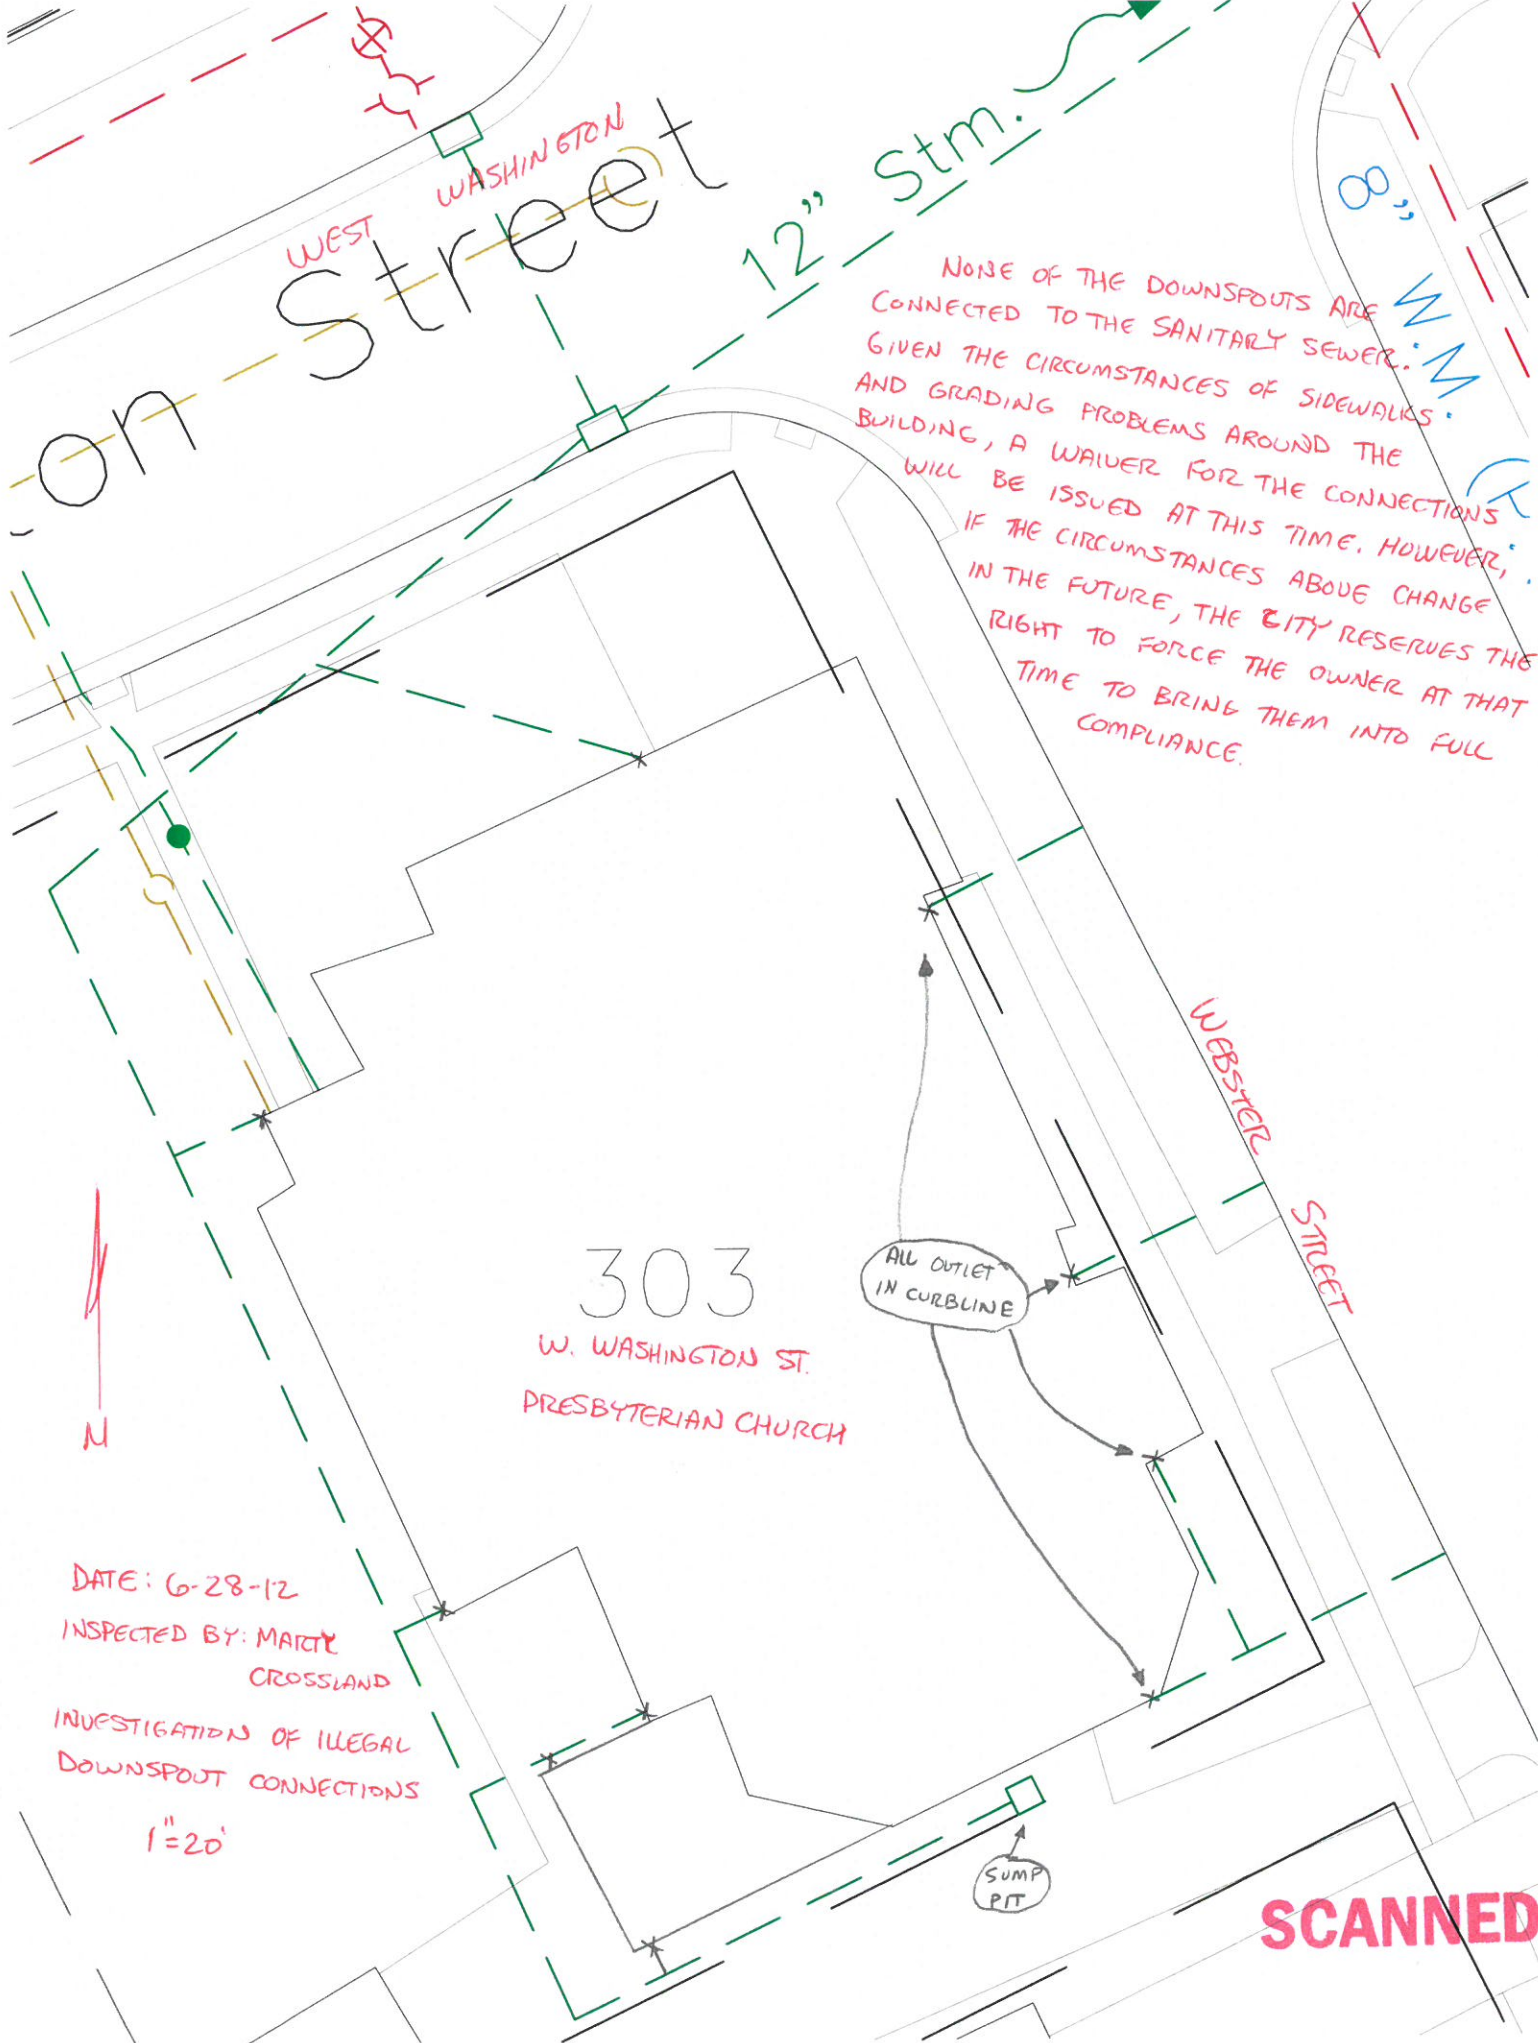 WEST WASHINGTON
on Street
12" Stm.
8" W.M.
NONE OF THE DOWNSPOUTS ARE
CONNECTED TO THE SANITARY SEWER.
GIVEN THE CIRCUMSTANCES OF SIDEWALKS
AND GRADING PROBLEMS AROUND THE
BUILDING, A WAIVER FOR THE CONNECTIONS
WILL BE ISSUED AT THIS TIME. HOWEVER,
IF THE CIRCUMSTANCES ABOVE CHANGE
IN THE FUTURE, THE CITY RESERVES THE
RIGHT TO FORCE THE OWNER AT THAT
TIME TO BRING THEM INTO FULL
COMPLIANCE.
WEBSTER
STREET
ALL OUTLET
IN CURBLINE
303
W. WASHINGTON ST.
PRESBYTERIAN CHURCH
N
DATE: 6-28-12
INSPECTED BY: MARTY
CROSSLAND
INVESTIGATION OF ILLEGAL
DOWNSPOUT CONNECTIONS
1"=20'
SUMP
PIT
SCANNED